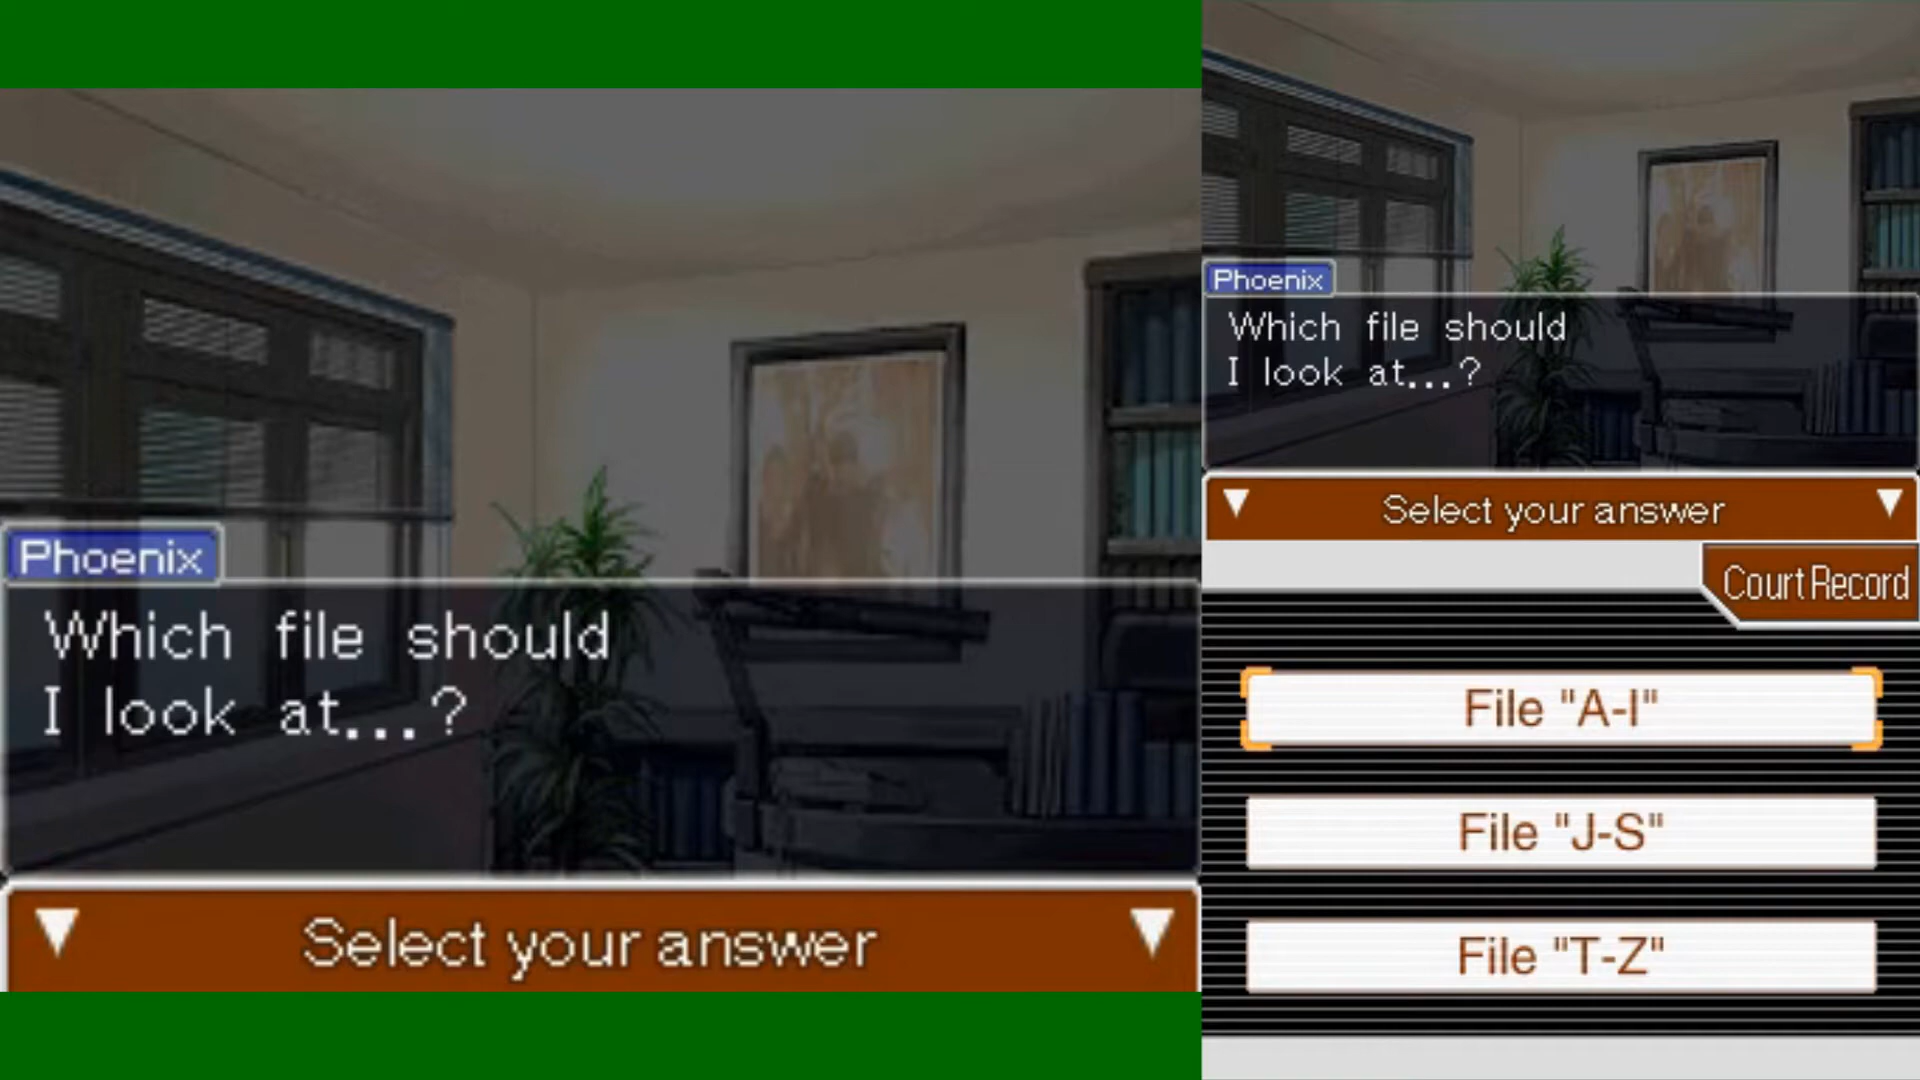 Phoenix
Which file should
I look at...?
Select your answer
Phoenix
Which file should
I look at...?
Select your answer
Court Record
File "A-I"
File "J-S"
File "T-Z"